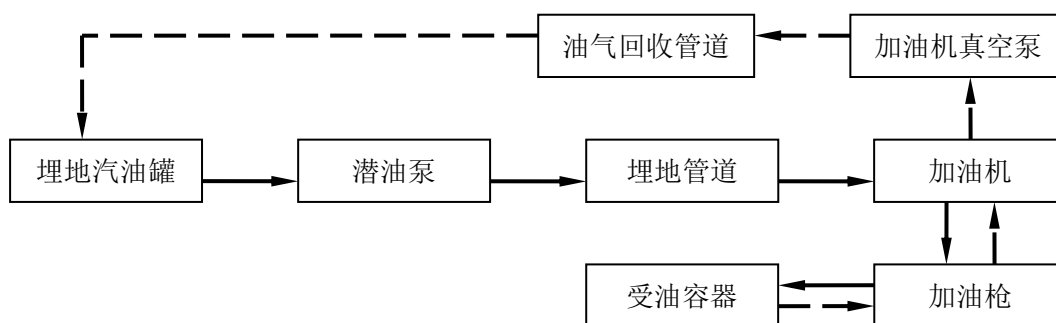 油气回收管道
加油机真空泵
埋地汽油罐
潜油泵
埋地管道
加油机
受油容器
加油枪